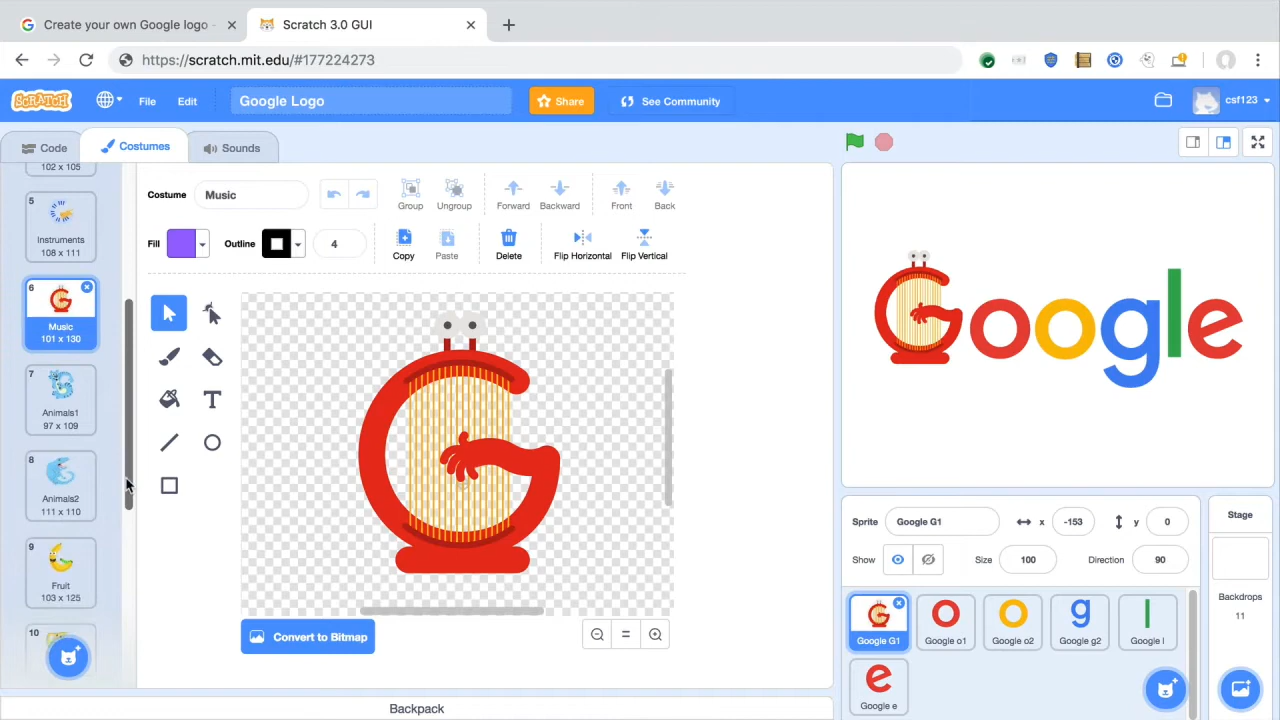 Create your own Google logo -
Scratch 3.0 GUI
https://scratch.mit.edu/#177224273
SCRATCH
File
Edit
Google Logo
Share
See Community
csf123
Code
Costumes
Sounds
102 x 105
5
Instruments
108 x 111
6
Music
101 x 130
7
Animals1
97 x 109
8
Animals2
111 x 110
9
Fruit
103 x 125
10
Costume
Music
Group
Ungroup
Forward
Backward
Front
Back
Fill
Outline
4
Copy
Paste
Delete
Flip Horizontal
Flip Vertical
T
G
Convert to Bitmap
Google
Sprite
Google G1
x
-153
y
0
Show
Size
100
Direction
90
Stage
Backdrops
11
G
Google G1
o
Google o1
o
Google o2
g
Google g2
l
Google l
e
Google e
Backpack